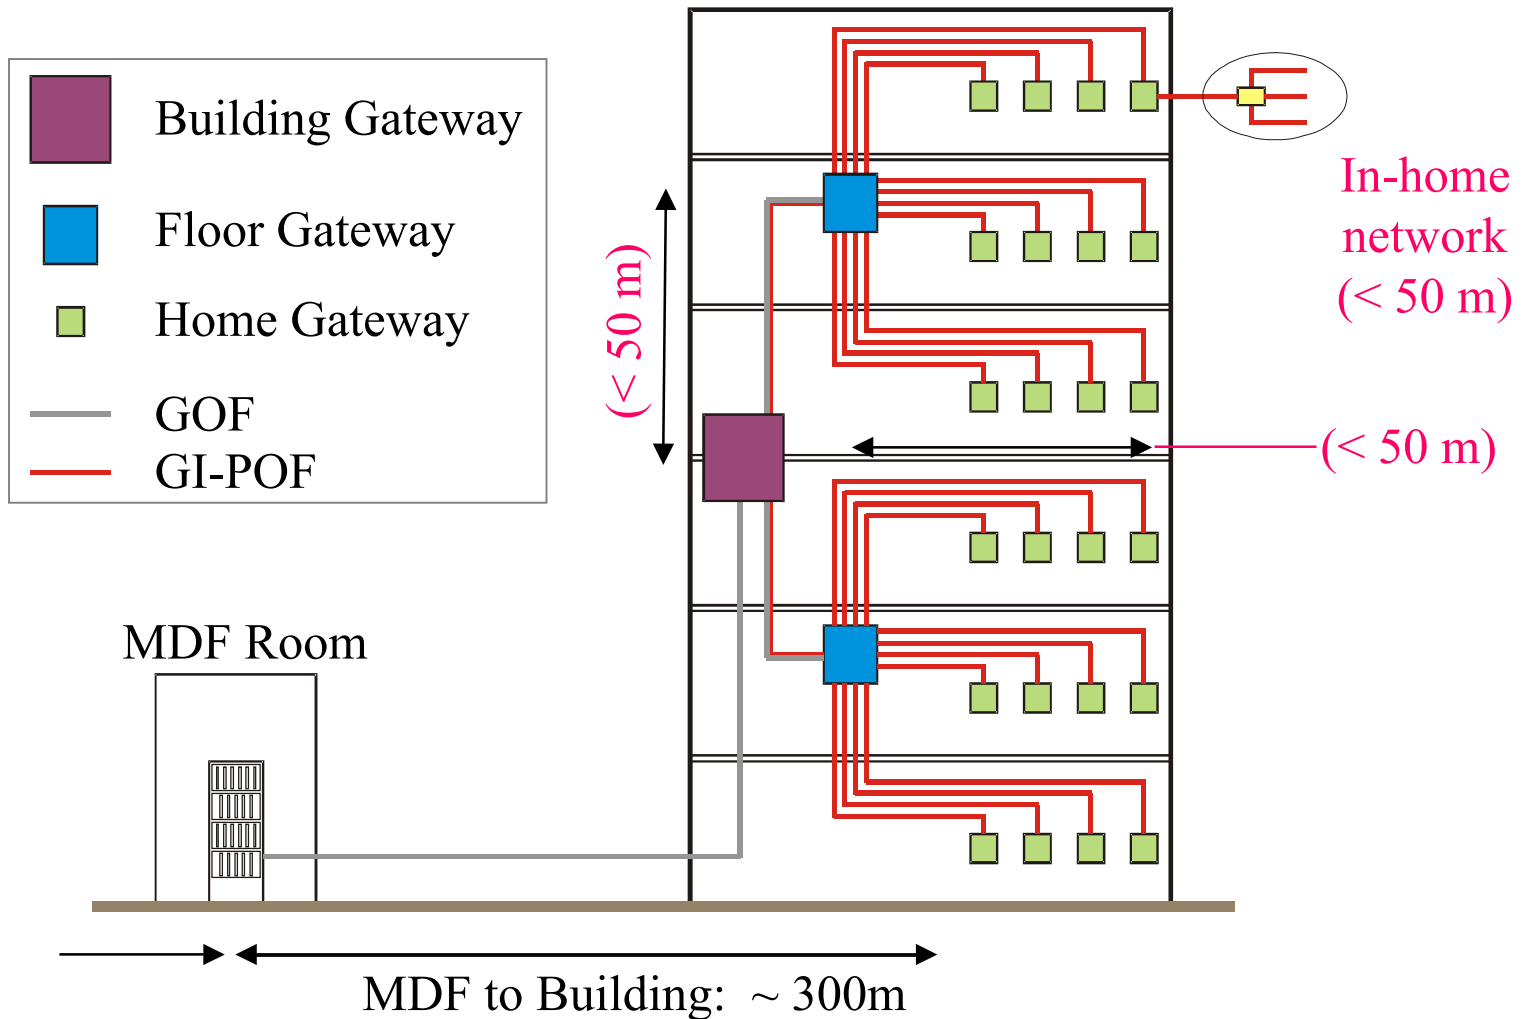 Building Gateway
Floor Gateway
Home Gateway
GOF
GI-POF
In-home
network
(< 50 m)
(< 50 m)
(< 50 m)
MDF Room
MDF to Building: ~ 300m